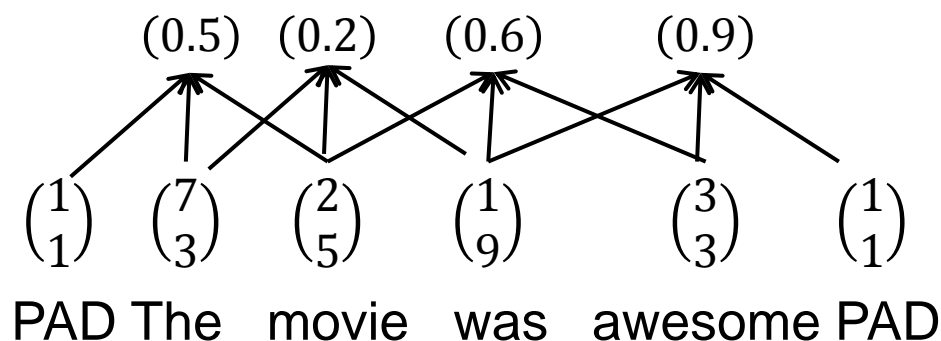 (0.5) (0.2) (0.6) (0.9)
(1 1) (7 3) (2 5) (1 9) (3 3) (1 1)
PAD The movie was awesome PAD